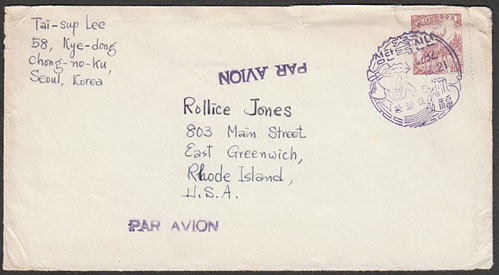 Tai-sup Lee
58, Kye-dong
Chong-no-ku,
Seoul, Korea
PAR AVION
Rollice Jones
803 Main Street
East Greenwich,
Rhode Island,
U.S.A.
PAR AVION